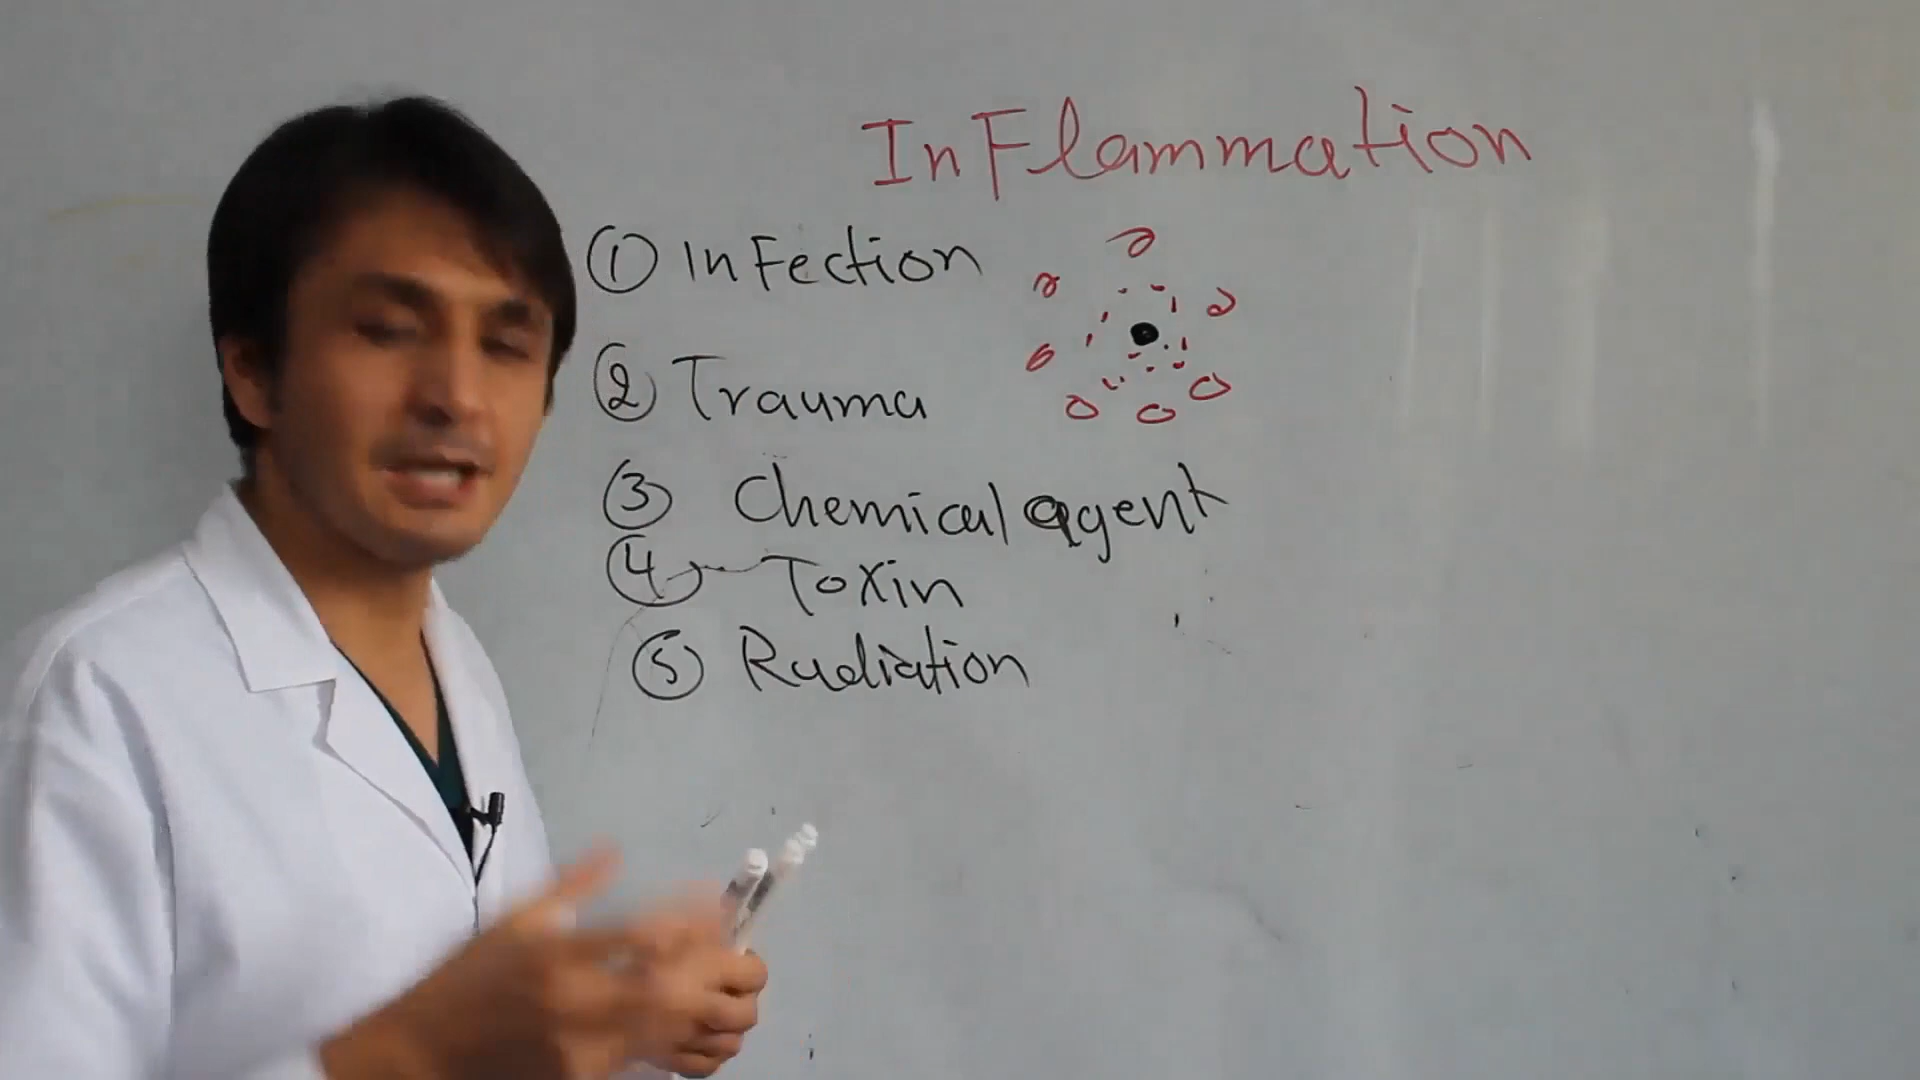 InFlammation
① InFection
② Trauma
③ Chemical agent
④ Toxin
⑤ Radiation